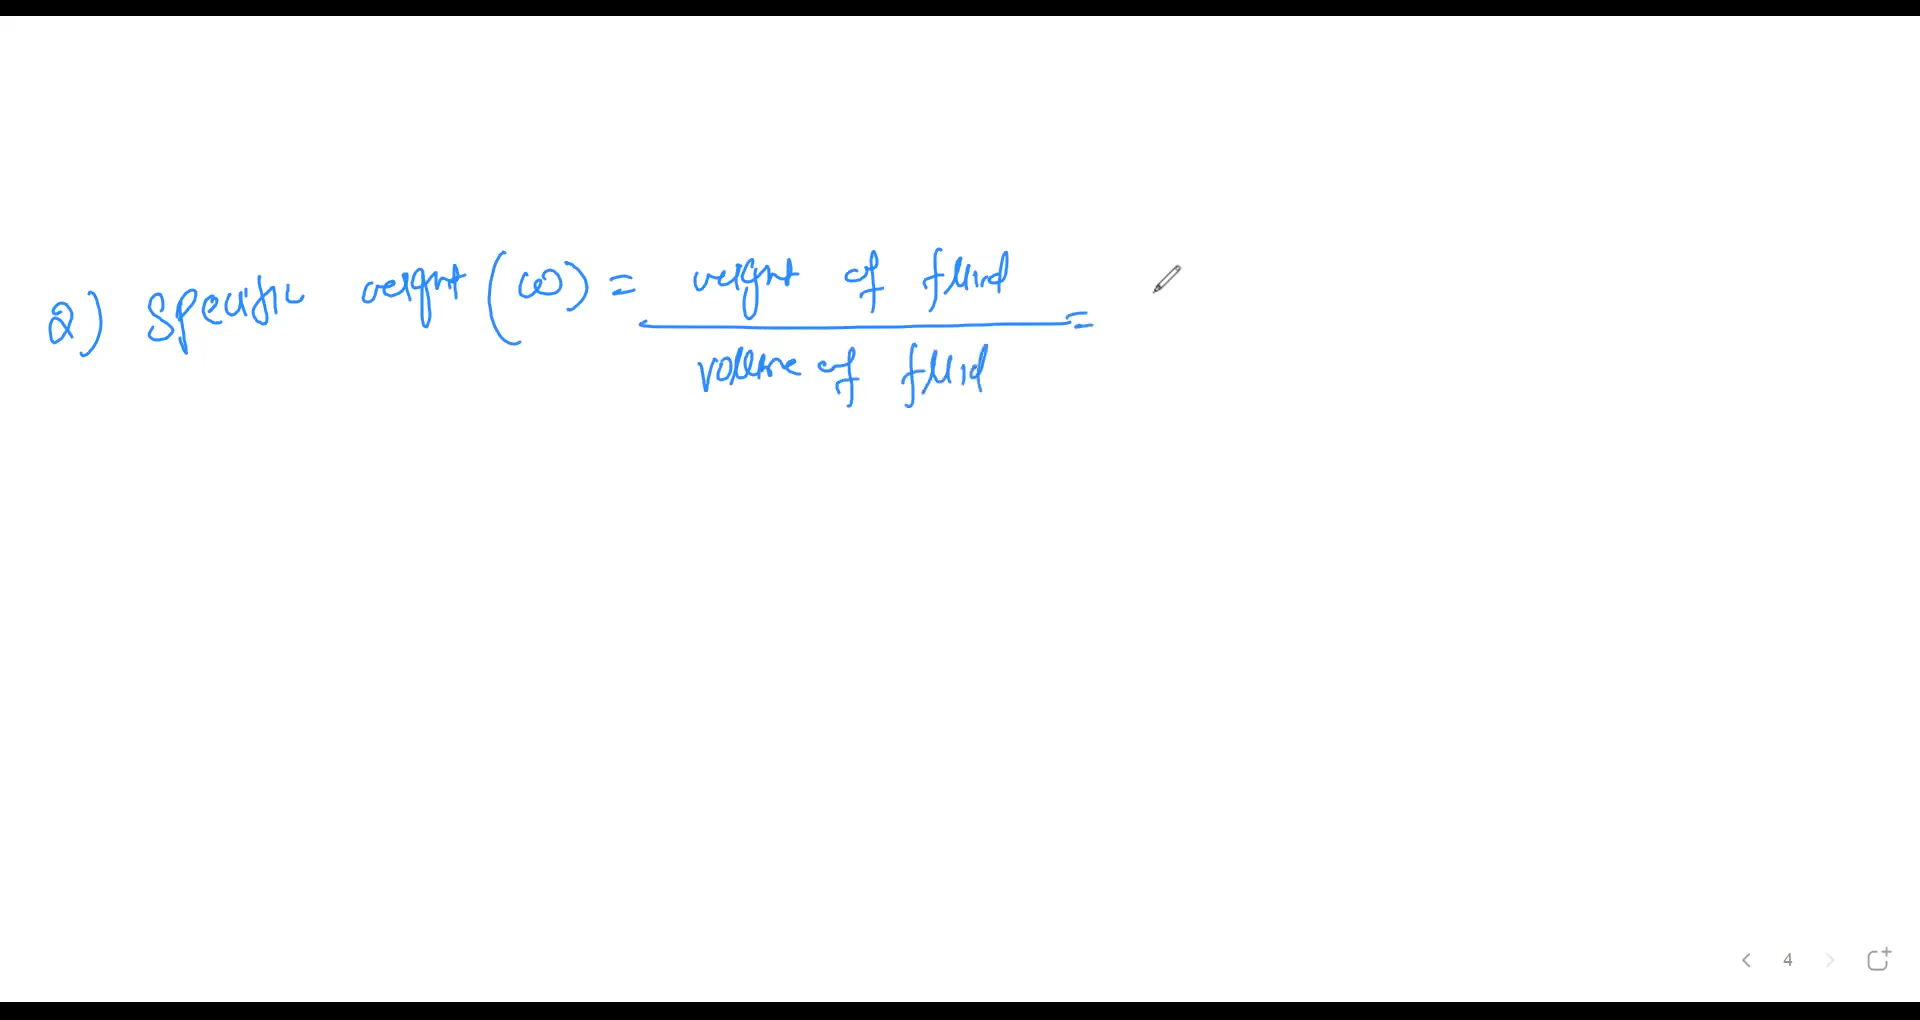 2) Specific weight (ω) = weight of fluid / volume of fluid =
4